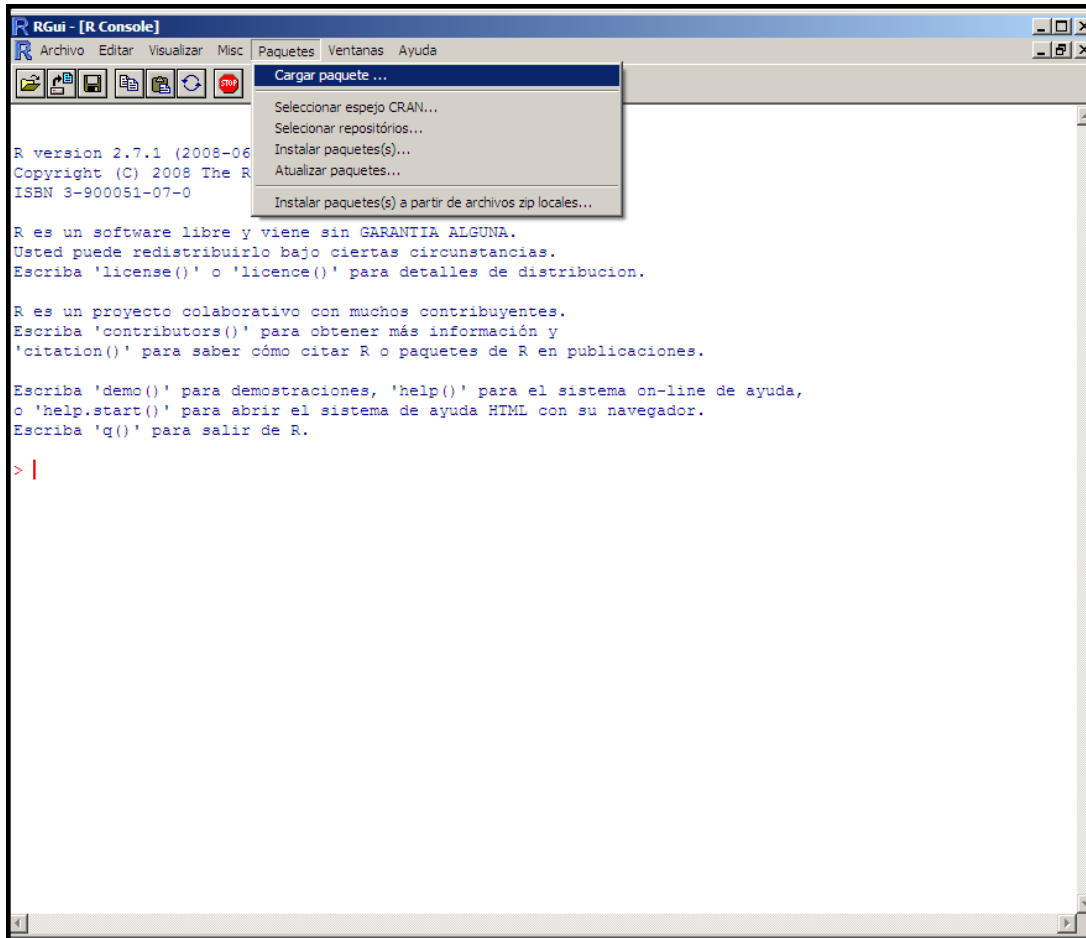 RGui - [R Console]
Archivo Editar Visualizar Misc Paquetes Ventanas Ayuda
STOP
Cargar paquete ...
Seleccionar espejo CRAN...
Selecionar repositórios...
Instalar paquetes(s)...
Atualizar paquetes...
Instalar paquetes(s) a partir de archivos zip locales...
R version 2.7.1 (2008-06
Copyright (C) 2008 The R
ISBN 3-900051-07-0
R es un software libre y viene sin GARANTIA ALGUNA.
Usted puede redistribuirlo bajo ciertas circunstancias.
Escriba 'license()' o 'licence()' para detalles de distribucion.
R es un proyecto colaborativo con muchos contribuyentes.
Escriba 'contributors()' para obtener más información y
'citation()' para saber cómo citar R o paquetes de R en publicaciones.
Escriba 'demo()' para demostraciones, 'help()' para el sistema on-line de ayuda,
o 'help.start()' para abrir el sistema de ayuda HTML con su navegador.
Escriba 'q()' para salir de R.
>